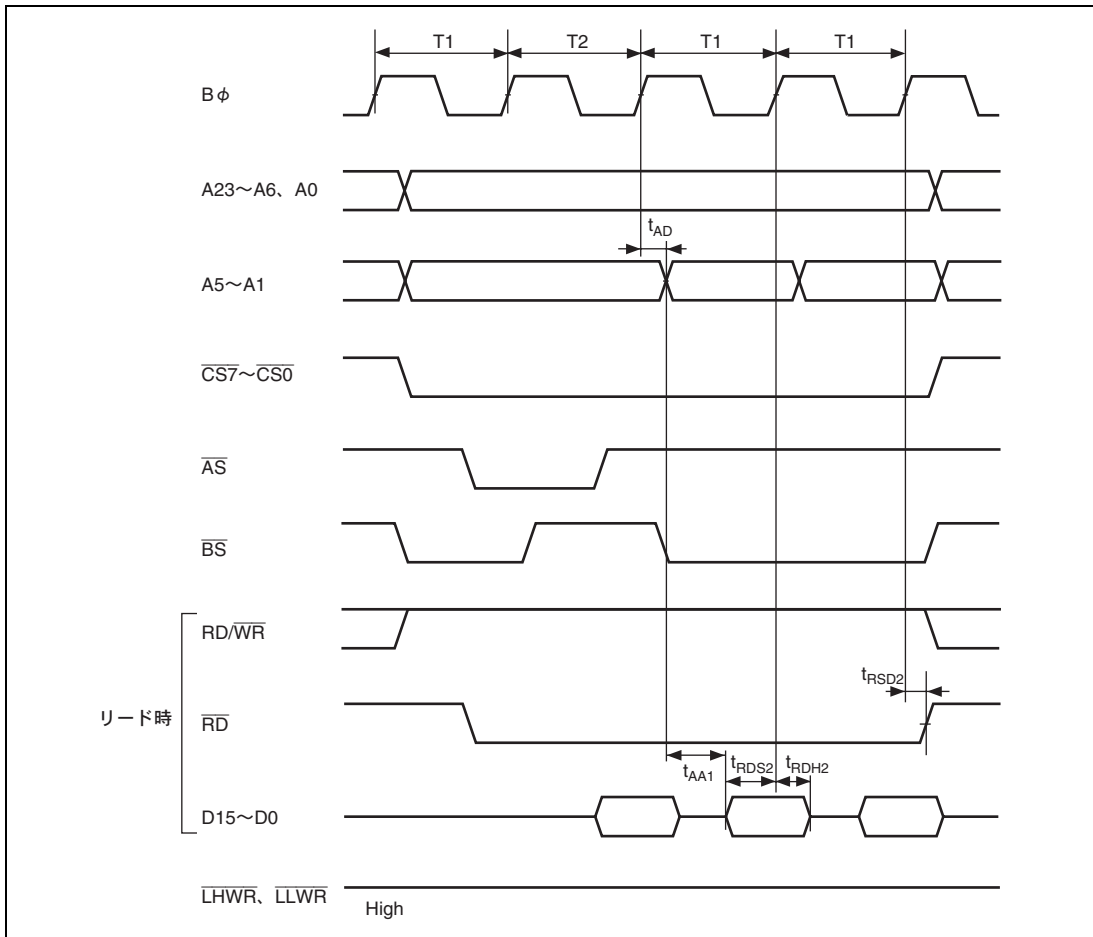 T1 T2 T1 T1
Bφ
A23～A6、A0
tAD
A5～A1
CS7～CS0
AS
BS
RD/WR
tRSD2
リード時
RD
tAA1 tRDS2 tRDH2
D15～D0
LHWR、LLWR
High